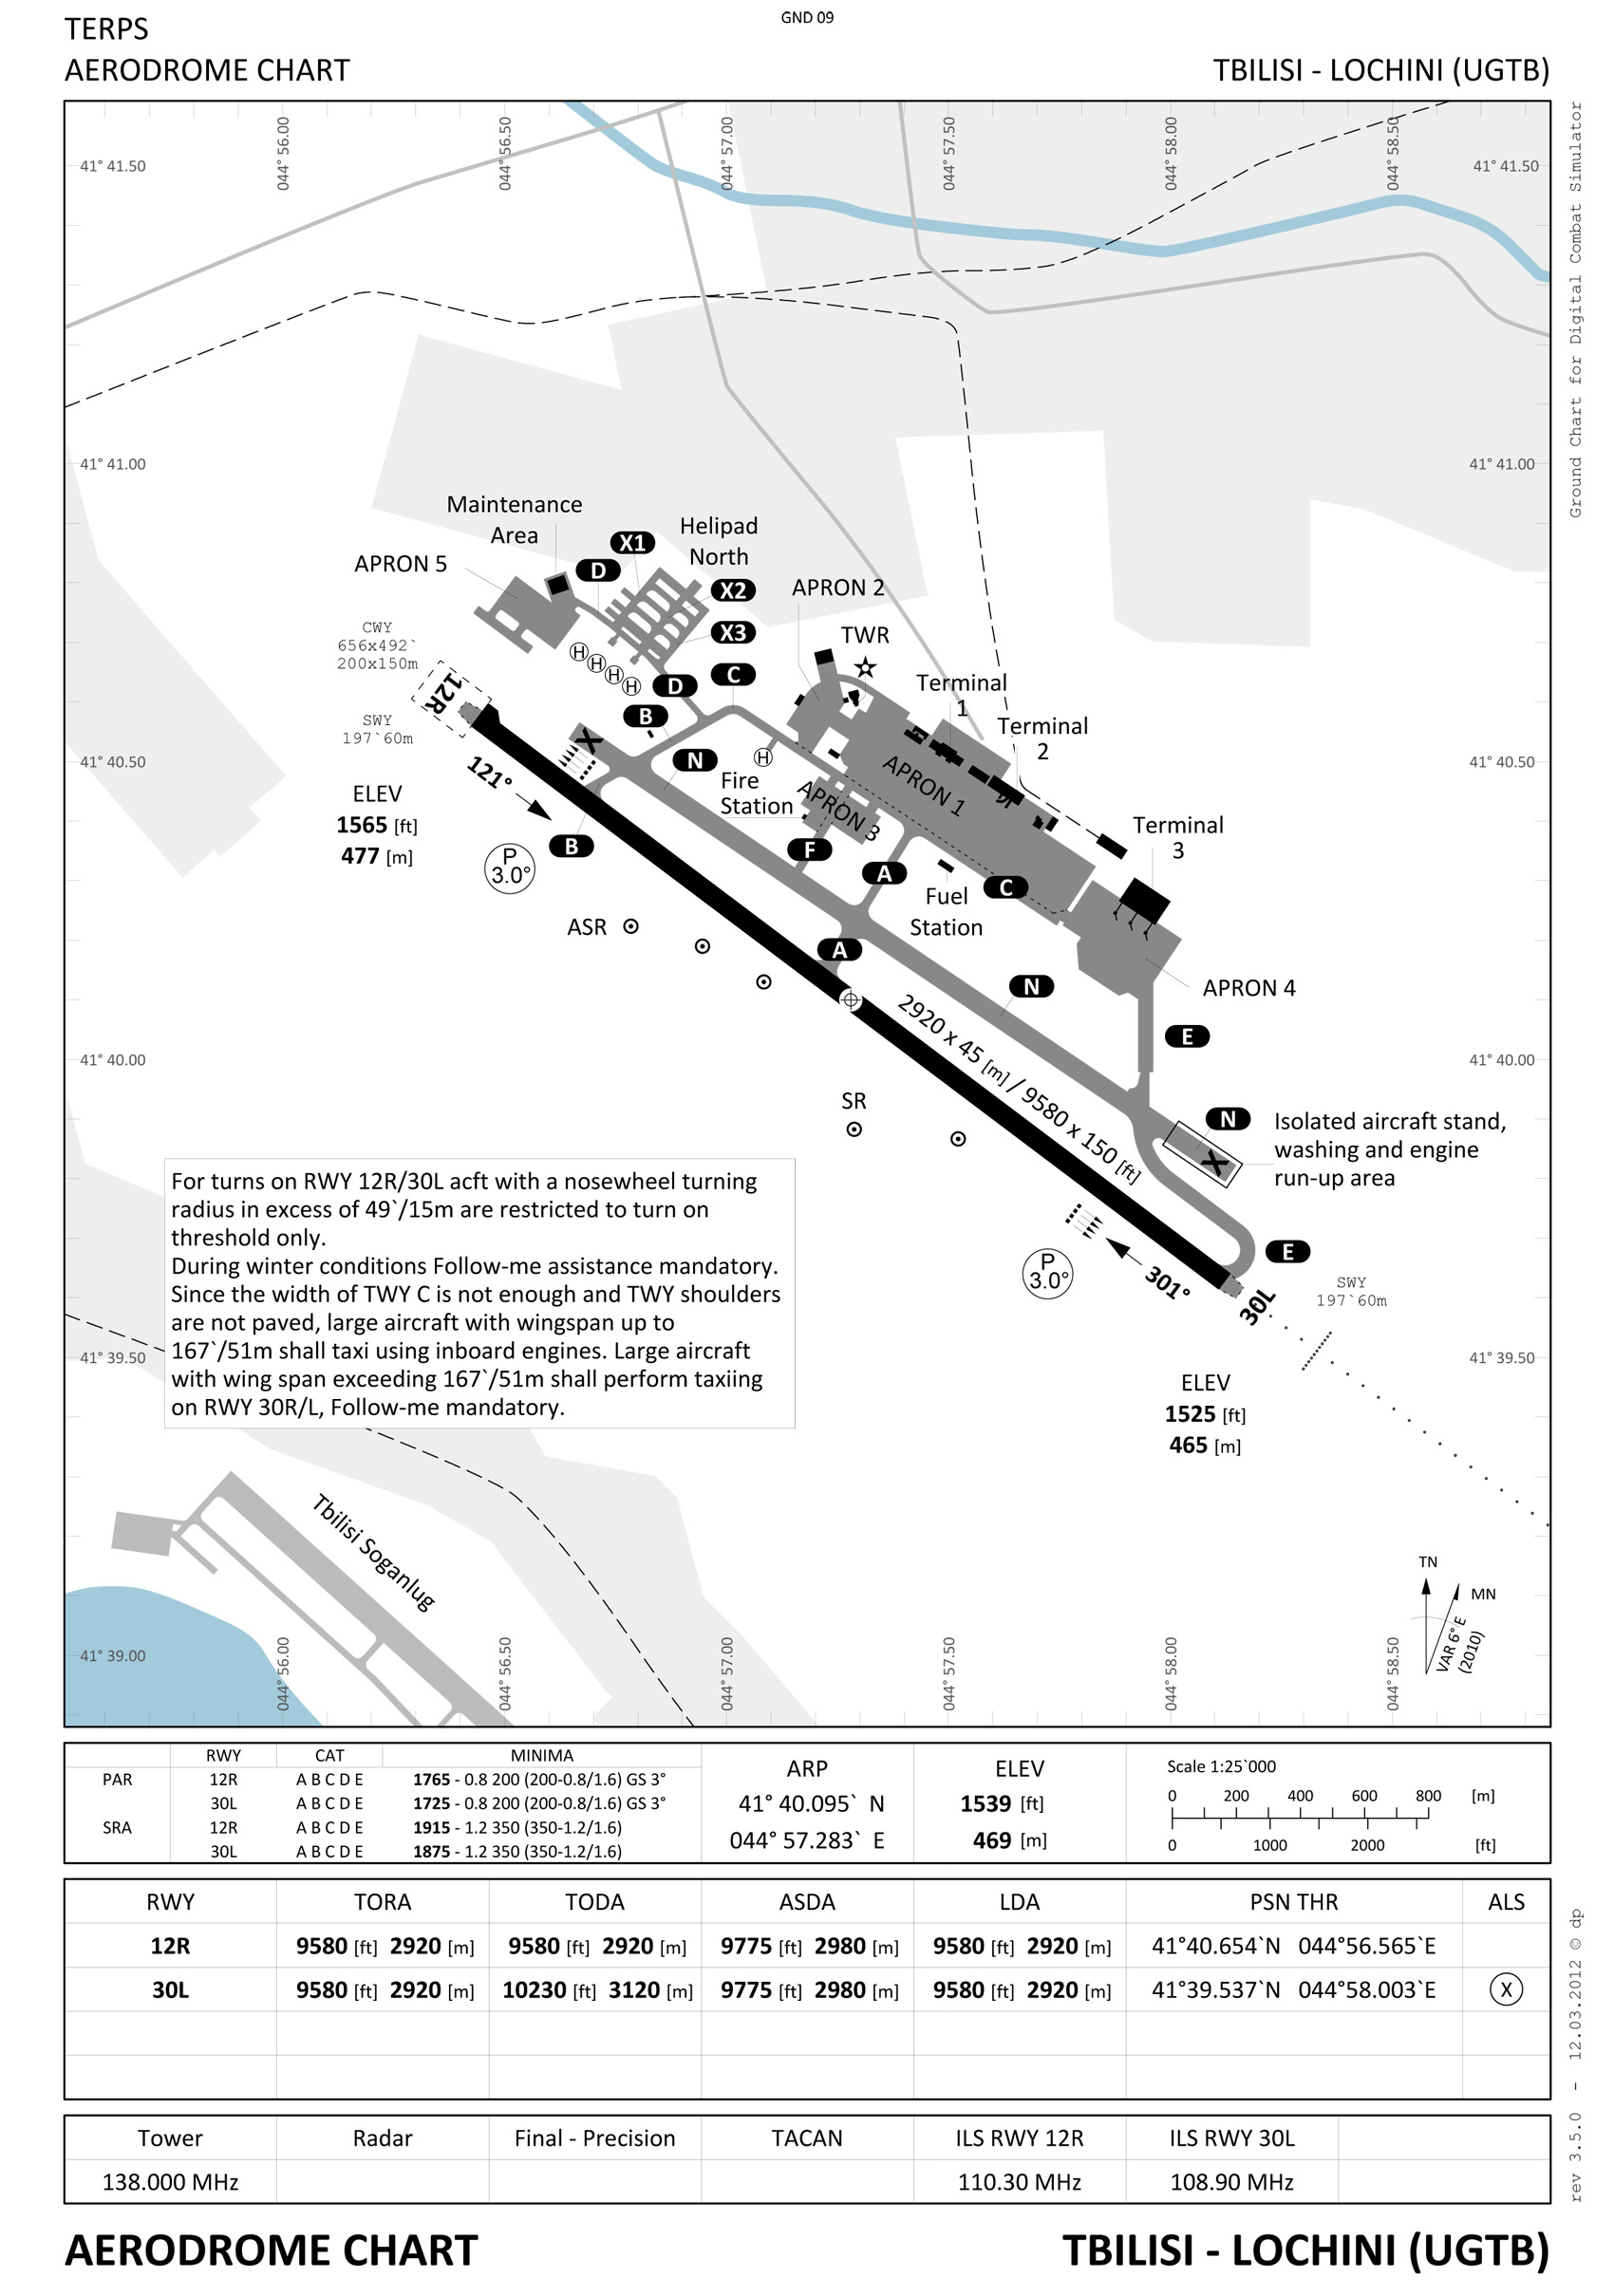 GND 09
TERPS
AERODROME CHART
TBILISI - LOCHINI (UGTB)
Ground Chart for Digital Combat Simulator
044° 56.00
044° 56.50
044° 57.00
044° 57.50
044° 58.00
044° 58.50
41° 41.50
41° 41.50
41° 41.00
41° 41.00
Maintenance
Area
X1
Helipad
North
APRON 5
D
X2
APRON 2
CWY
656x492`
200x150m
X3
TWR
12R
D
C
Terminal
1
B
SWY
197`60m
Terminal
2
41° 40.50
41° 40.50
N
H
H
H
H
H
X
121°
Fire
Station
APRON 1
APRON 3
ELEV
1565 [ft]
477 [m]
Terminal
3
B
F
P
3.0°
A
C
Fuel
Station
ASR
A
N
APRON 4
2920 x 45 [m] / 9580 x 150 [ft]
E
41° 40.00
41° 40.00
SR
N
Isolated aircraft stand,
washing and engine
run-up area
X
For turns on RWY 12R/30L acft with a nosewheel turning
radius in excess of 49`/15m are restricted to turn on
threshold only.
During winter conditions Follow-me assistance mandatory.
Since the width of TWY C is not enough and TWY shoulders
are not paved, large aircraft with wingspan up to
167`/51m shall taxi using inboard engines. Large aircraft
with wing span exceeding 167`/51m shall perform taxiing
on RWY 30R/L, Follow-me mandatory.
E
P
3.0°
301°
30L
SWY
197`60m
41° 39.50
41° 39.50
ELEV
1525 [ft]
465 [m]
Tbilisi Soganlug
TN
MN
VAR 6° E
(2010)
41° 39.00
044° 56.00
044° 56.50
044° 57.00
044° 57.50
044° 58.00
044° 58.50
RWY CAT MINIMA
PAR 12R A B C D E 1765 - 0.8 200 (200-0.8/1.6) GS 3°
30L A B C D E 1725 - 0.8 200 (200-0.8/1.6) GS 3°
SRA 12R A B C D E 1915 - 1.2 350 (350-1.2/1.6)
30L A B C D E 1875 - 1.2 350 (350-1.2/1.6)
ARP
41° 40.095` N
044° 57.283` E
ELEV
1539 [ft]
469 [m]
Scale 1:25`000
0 200 400 600 800 [m]
0 1000 2000 [ft]
RWY TORA TODA ASDA LDA PSN THR ALS
12R 9580 [ft] 2920 [m] 9580 [ft] 2920 [m] 9775 [ft] 2980 [m] 9580 [ft] 2920 [m] 41°40.654`N 044°56.565`E
30L 9580 [ft] 2920 [m] 10230 [ft] 3120 [m] 9775 [ft] 2980 [m] 9580 [ft] 2920 [m] 41°39.537`N 044°58.003`E X
Tower Radar Final - Precision TACAN ILS RWY 12R ILS RWY 30L
138.000 MHz 110.30 MHz 108.90 MHz
rev 3.5.0 - 12.03.2012 © dp
AERODROME CHART
TBILISI - LOCHINI (UGTB)